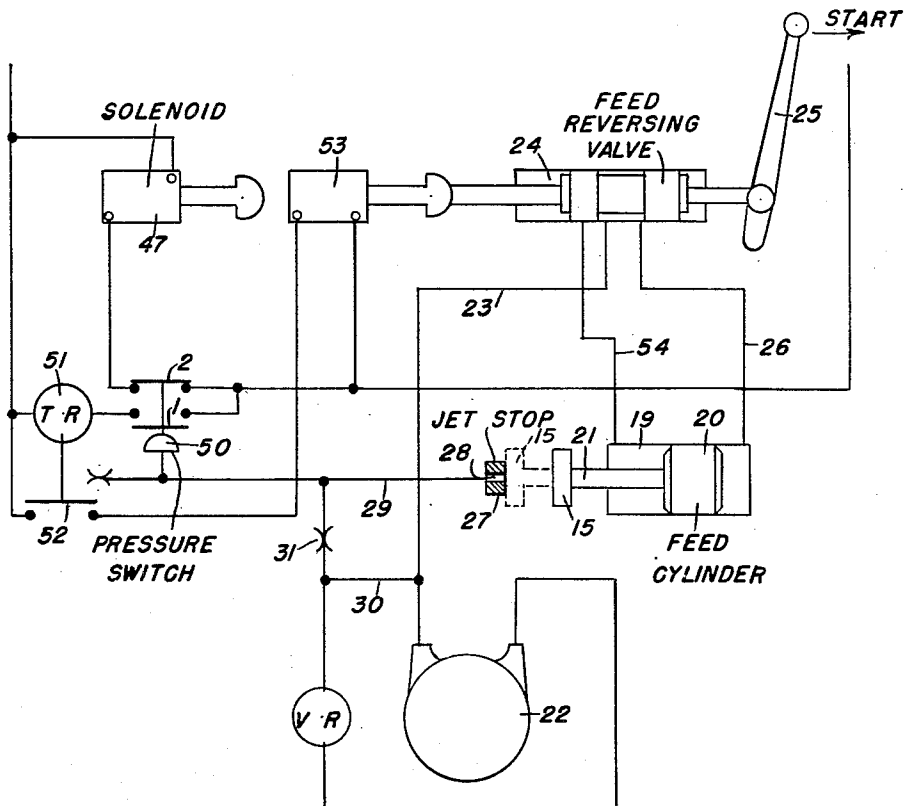 START
SOLENOID
FEED
REVERSING
VALVE
53
24
25
47
23
54
26
51
2
T R
1
50
JET STOP
15
21
19
20
28
29
27
15
52
PRESSURE
SWITCH
31
FEED
CYLINDER
30
V R
22